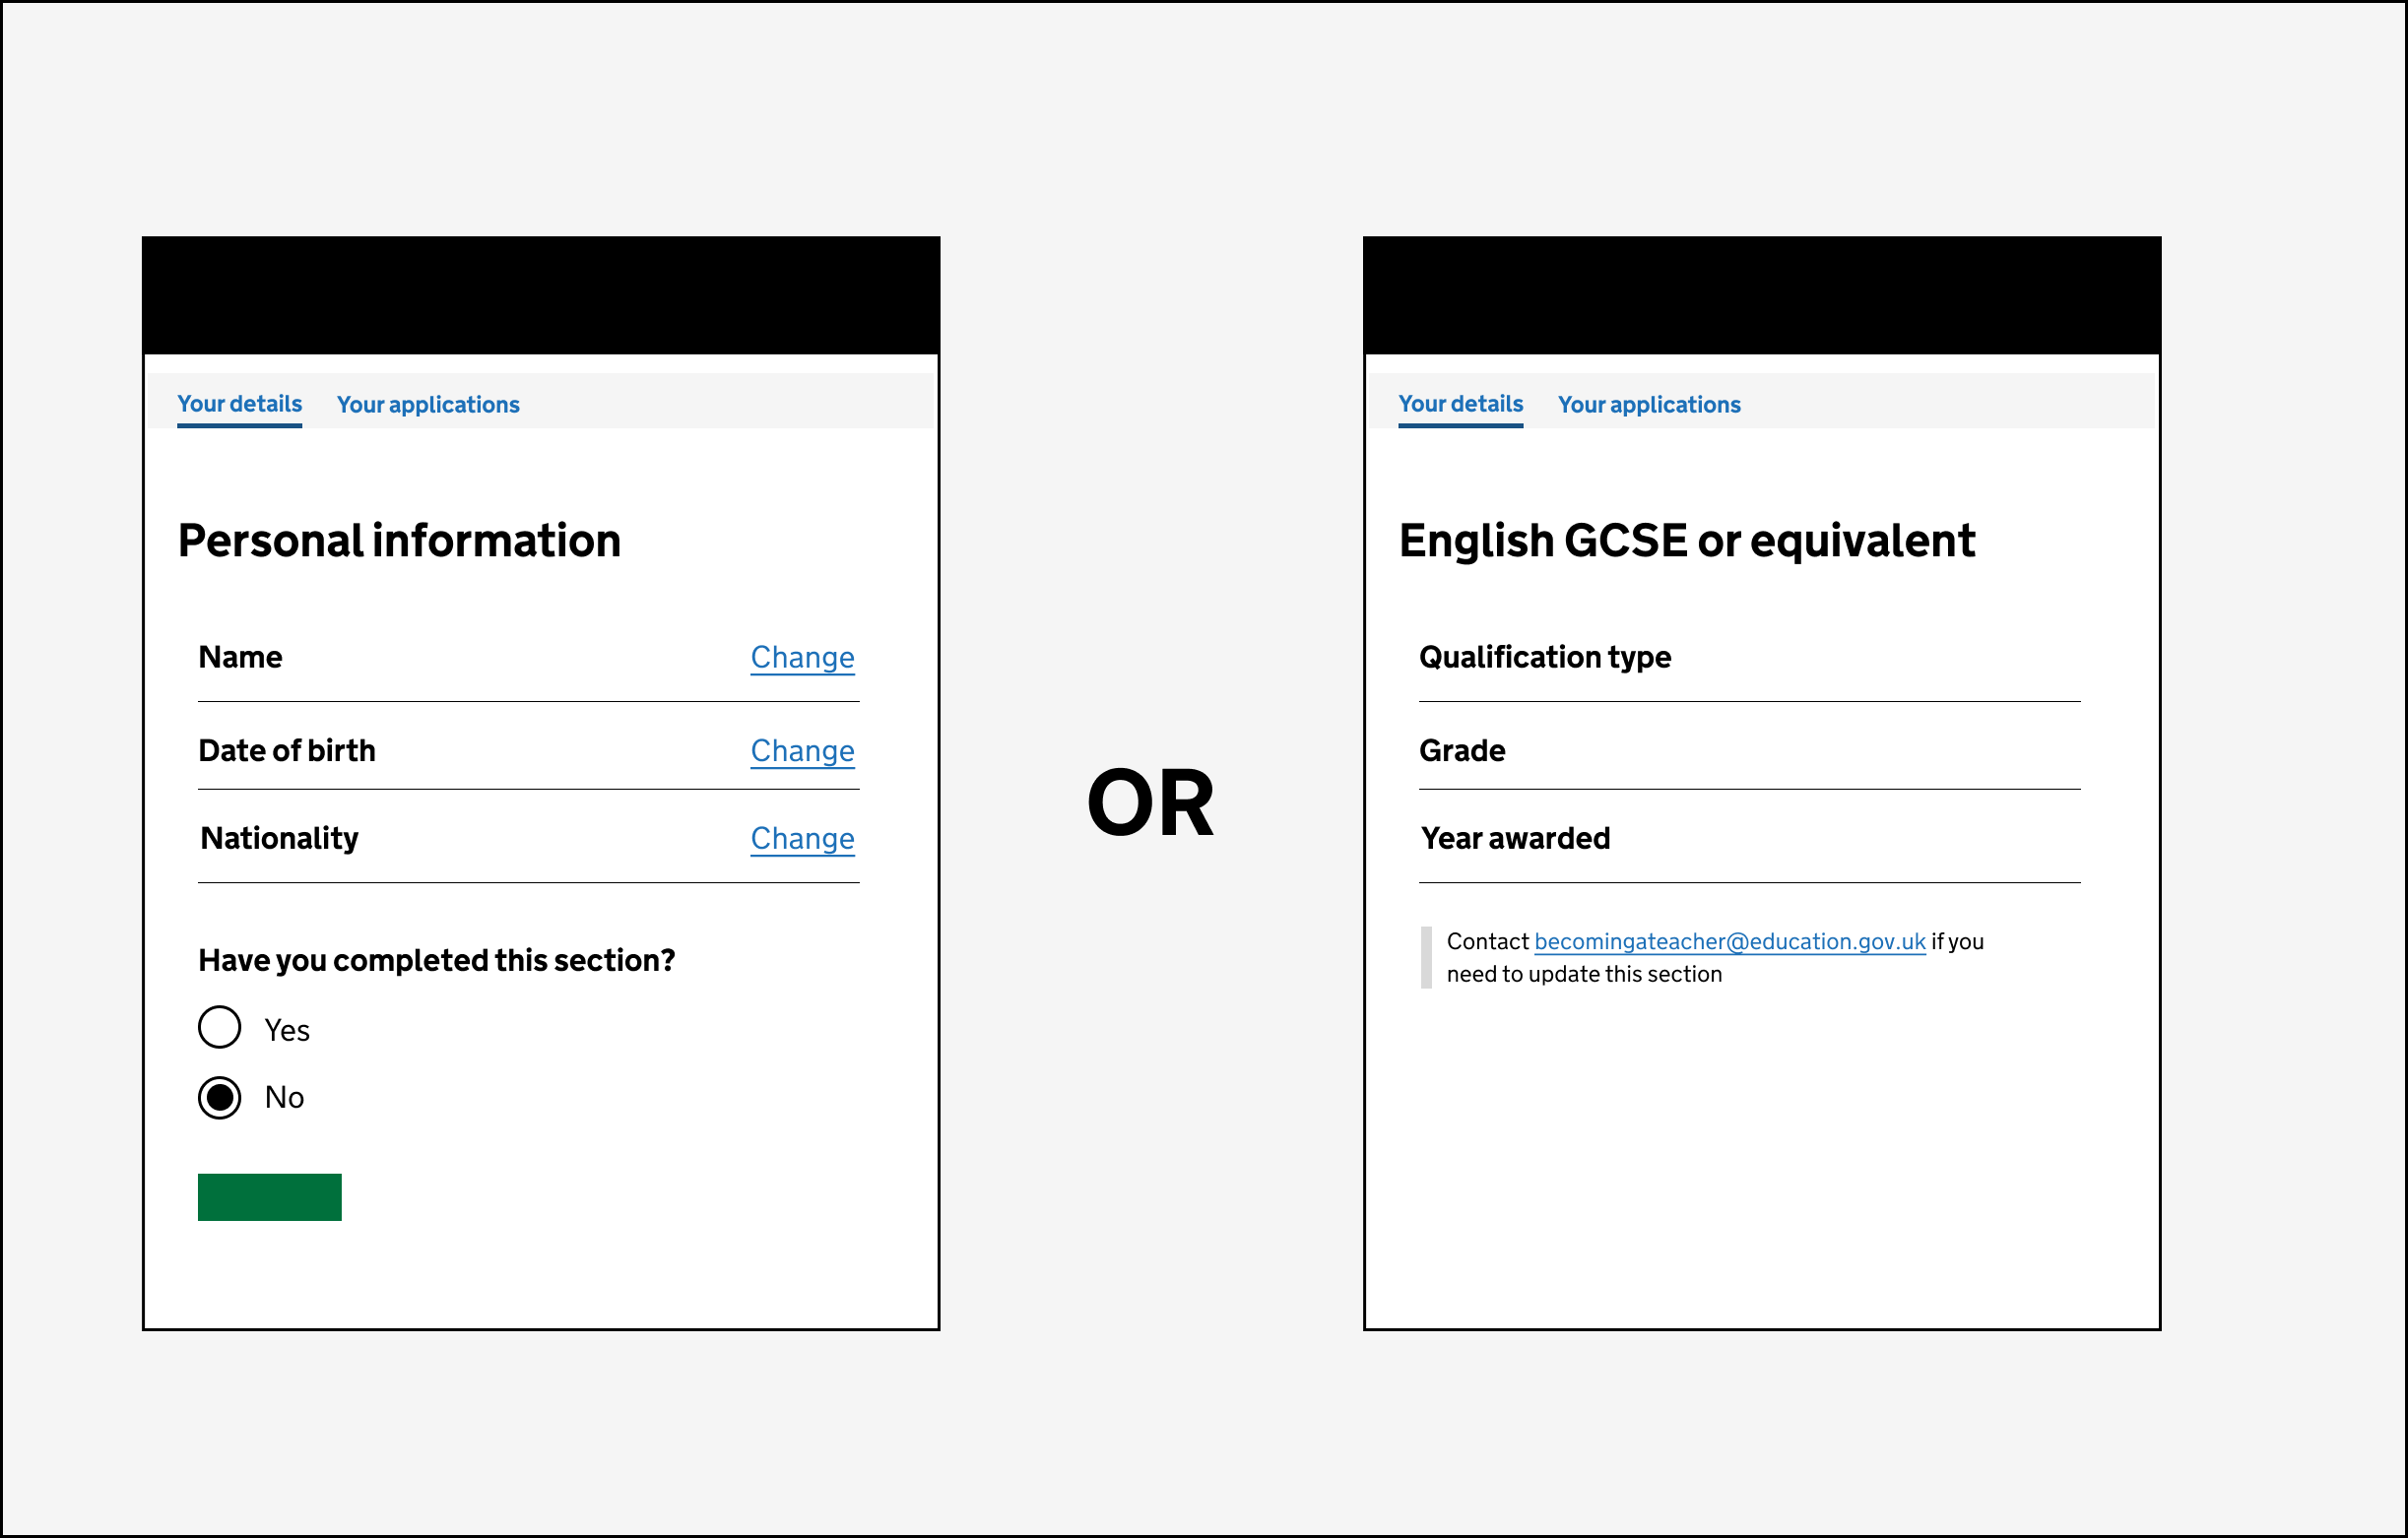 Your details Your applications
Personal information
Name Change
Date of birth Change
Nationality Change
Have you completed this section?
Yes
No
OR
Your details Your applications
English GCSE or equivalent
Qualification type
Grade
Year awarded
Contact becomingateacher@education.gov.uk if you
need to update this section